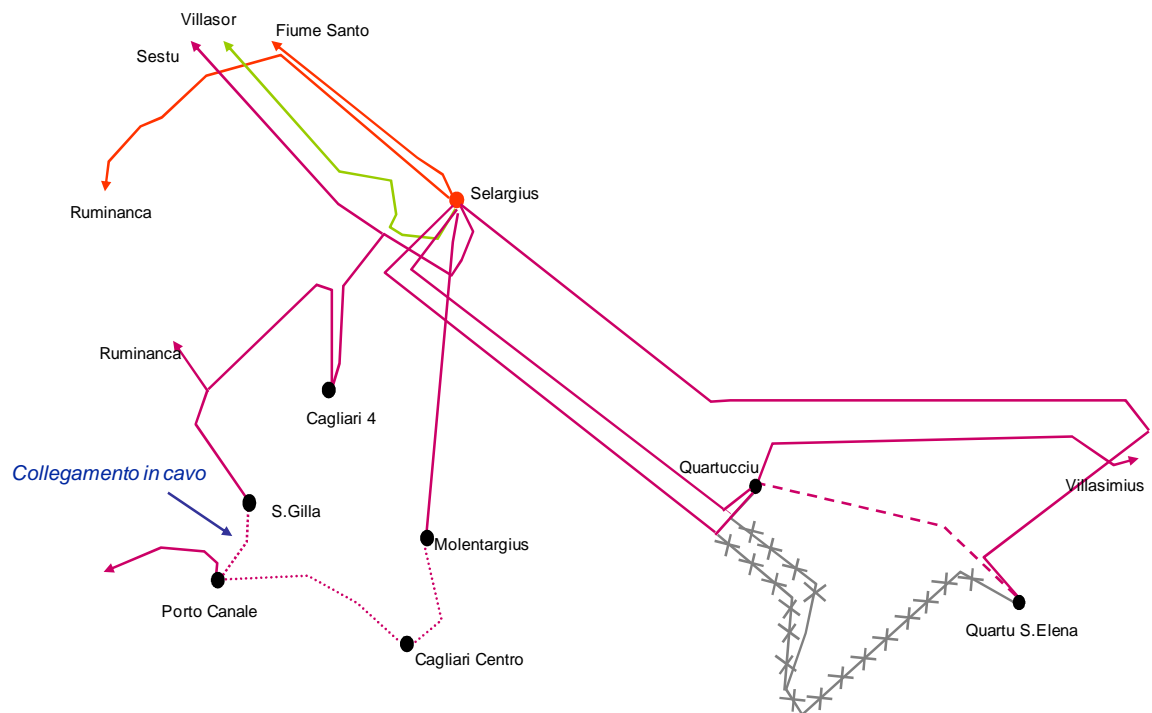 Villasor
Fiume Santo
Sestu
Selargius
Ruminanca
Ruminanca
Cagliari 4
Collegamento in cavo
Quartucciu
Villasimius
S.Gilla
Molentargius
Porto Canale
Quartu S.Elena
Cagliari Centro